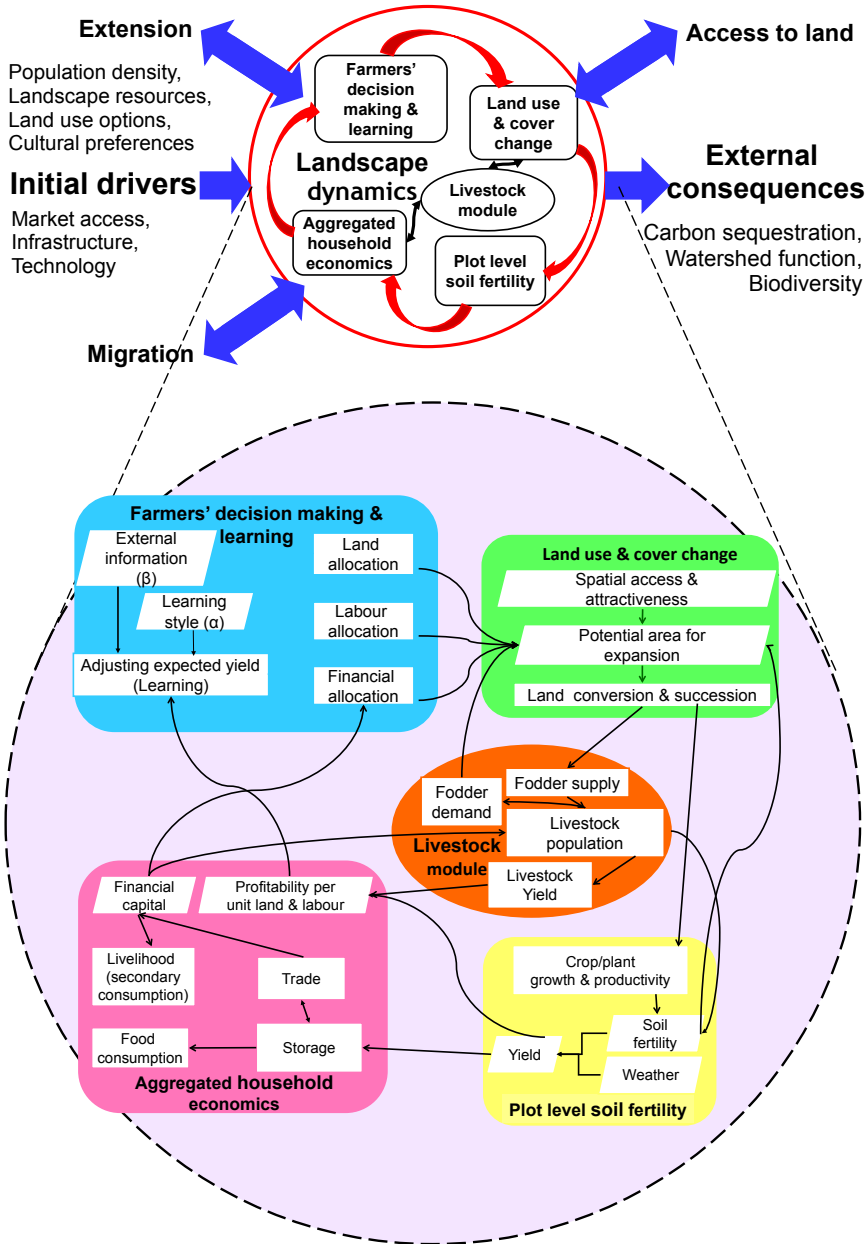 Extension
Population density,
Landscape resources,
Land use options,
Cultural preferences
Initial drivers
Market access,
Infrastructure,
Technology
Migration
Access to land
External
consequences
Carbon sequestration,
Watershed function,
Biodiversity
Farmers'
decision
making &
learning
Land use
& cover
change
Landscape
dynamics
Livestock
module
Aggregated
household
economics
Plot level
soil fertility
Farmers' decision making &
learning
External
information
(β)
Learning
style (α)
Adjusting expected yield
(Learning)
Land
allocation
Labour
allocation
Financial
allocation
Land use & cover change
Spatial access &
attractiveness
Potential area for
expansion
Land conversion & succession
Fodder
demand
Fodder supply
Livestock
population
Livestock
Yield
Livestock
module
Financial
capital
Profitability per
unit land & labour
Livelihood
(secondary
consumption)
Trade
Food
consumption
Storage
Aggregated household
economics
Crop/plant
growth & productivity
Soil
fertility
Yield
Weather
Plot level soil fertility